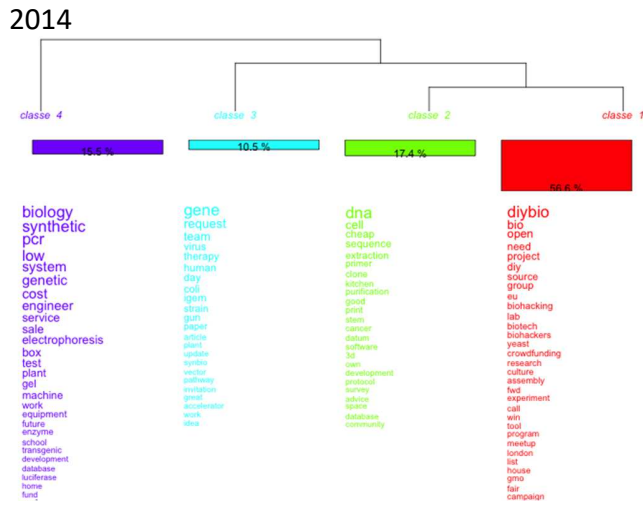 2014
classe 4
classe 3
classe 2
classe 1
15.5 %
10.5 %
17.4 %
56.6 %
biology
synthetic
pcr
low
system
genetic
cost
engineer
service
sale
electrophoresis
box
test
plant
gel
machine
work
equipment
future
enzyme
school
transgenic
development
database
luciferase
home
fund
gene
request
team
virus
therapy
human
day
coli
igem
strain
gun
paper
article
plant
update
synbio
vector
pathway
invitation
great
accelerator
work
idea
dna
cell
cheap
sequence
extraction
primer
clone
kitchen
purification
good
print
stem
cancer
datum
software
3d
own
development
protocol
survey
advice
space
database
community
diybio
bio
open
need
project
diy
source
group
eu
biohacking
lab
biotech
biohackers
yeast
crowdfunding
research
culture
assembly
fwd
experiment
call
win
tool
program
meetup
london
list
house
gmo
fair
campaign